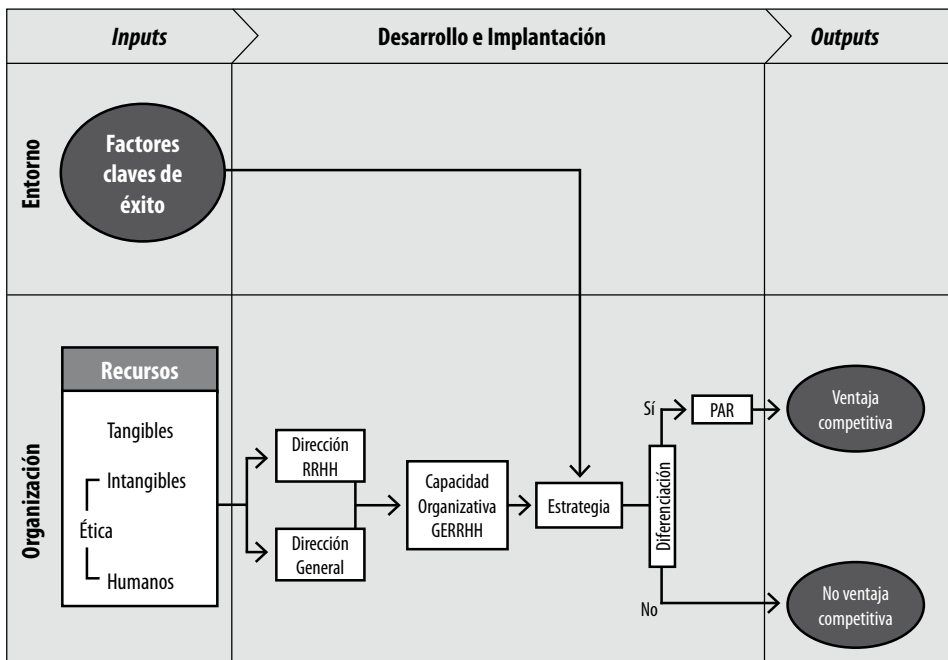 Inputs
Desarrollo e Implantación
Outputs
Entorno
Factores
claves de
éxito
Organización
Recursos
Tangibles
Intangibles
Ética
Humanos
Dirección
RRHH
Dirección
General
Capacidad
Organizativa
GERRHH
Estrategia
Diferenciación
Sí
PAR
Ventaja
competitiva
No
No ventaja
competitiva